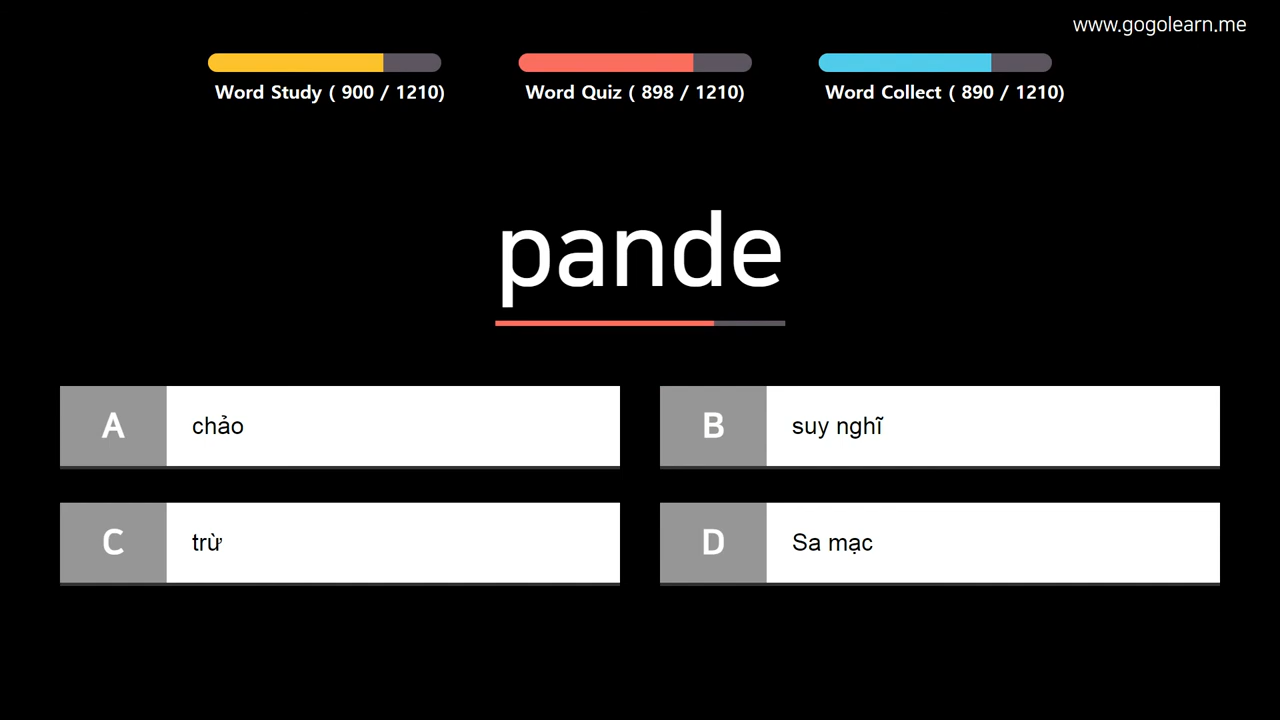 www.gogolearn.me
Word Study ( 900 / 1210)
Word Quiz ( 898 / 1210)
Word Collect ( 890 / 1210)
pande
A
chảo
B
suy nghĩ
C
trừ
D
Sa mạc